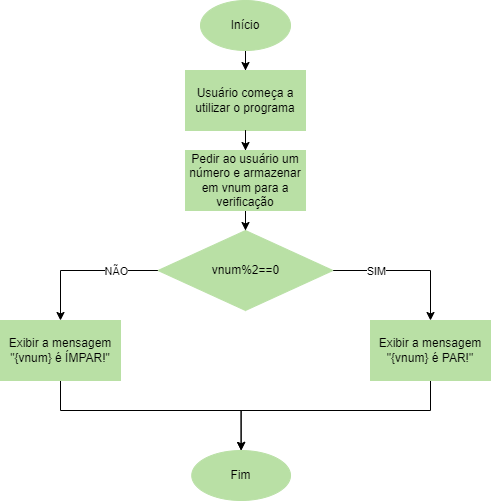 Início
Usuário começa a
utilizar o programa
Pedir ao usuário um
número e armazenar
em vnum para a
verificação
vnum%2==0
NÃO
SIM
Exibir a mensagem
"{vnum} é ÍMPAR!"
Exibir a mensagem
"{vnum} é PAR!"
Fim